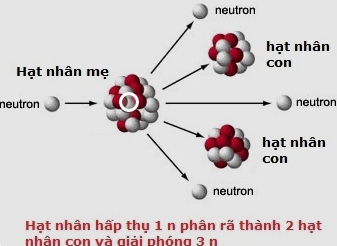 neutron
hạt nhân
con
Hạt nhân mẹ
neutron
neutron
hạt nhân
con
neutron
Hạt nhân hấp thụ 1 n phân rã thành 2 hạt
nhân con và giải phóng 3 n